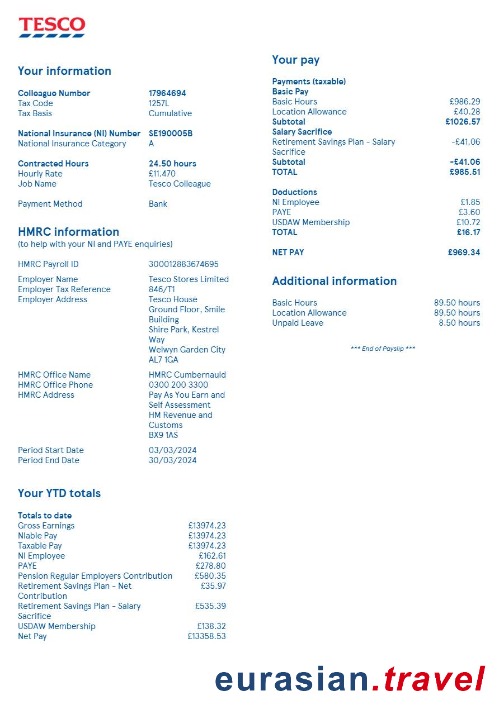 TESCO
Your information
Colleague Number 17964694
Tax Code 1257L
Tax Basis Cumulative
National Insurance (NI) Number SE190005B
National Insurance Category A
Contracted Hours 24.50 hours
Hourly Rate £11.470
Job Name Tesco Colleague
Payment Method Bank
HMRC information
(to help with your NI and PAYE enquiries)
HMRC Payroll ID 300012883674695
Employer Name Tesco Stores Limited
Employer Tax Reference 846/T1
Employer Address Tesco House
Ground Floor, Smile
Building
Shire Park, Kestrel
Way
Welwyn Garden City
AL7 1GA
HMRC Office Name HMRC Cumbernauld
HMRC Office Phone 0300 200 3300
HMRC Address Pay As You Earn and
Self Assessment
HM Revenue and
Customs
BX9 1AS
Period Start Date 03/03/2024
Period End Date 30/03/2024
Your YTD totals
Totals to date
Gross Earnings £13974.23
NIable Pay £13974.23
Taxable Pay £13974.23
NI Employee £162.61
PAYE £278.80
Pension Regular Employers Contribution £580.35
Retirement Savings Plan - Net £35.97
Contribution
Retirement Savings Plan - Salary £535.39
Sacrifice
USDAW Membership £138.32
Net Pay £13358.53
Your pay
Payments (taxable)
Basic Pay
Basic Hours £986.29
Location Allowance £40.28
Subtotal £1026.57
Salary Sacrifice
Retirement Savings Plan - Salary -£41.06
Sacrifice
Subtotal -£41.06
TOTAL £985.51
Deductions
NI Employee £1.85
PAYE £3.60
USDAW Membership £10.72
TOTAL £16.17
NET PAY £969.34
Additional information
Basic Hours 89.50 hours
Location Allowance 89.50 hours
Unpaid Leave 8.50 hours
*** End of Payslip ***
eurasian.travel